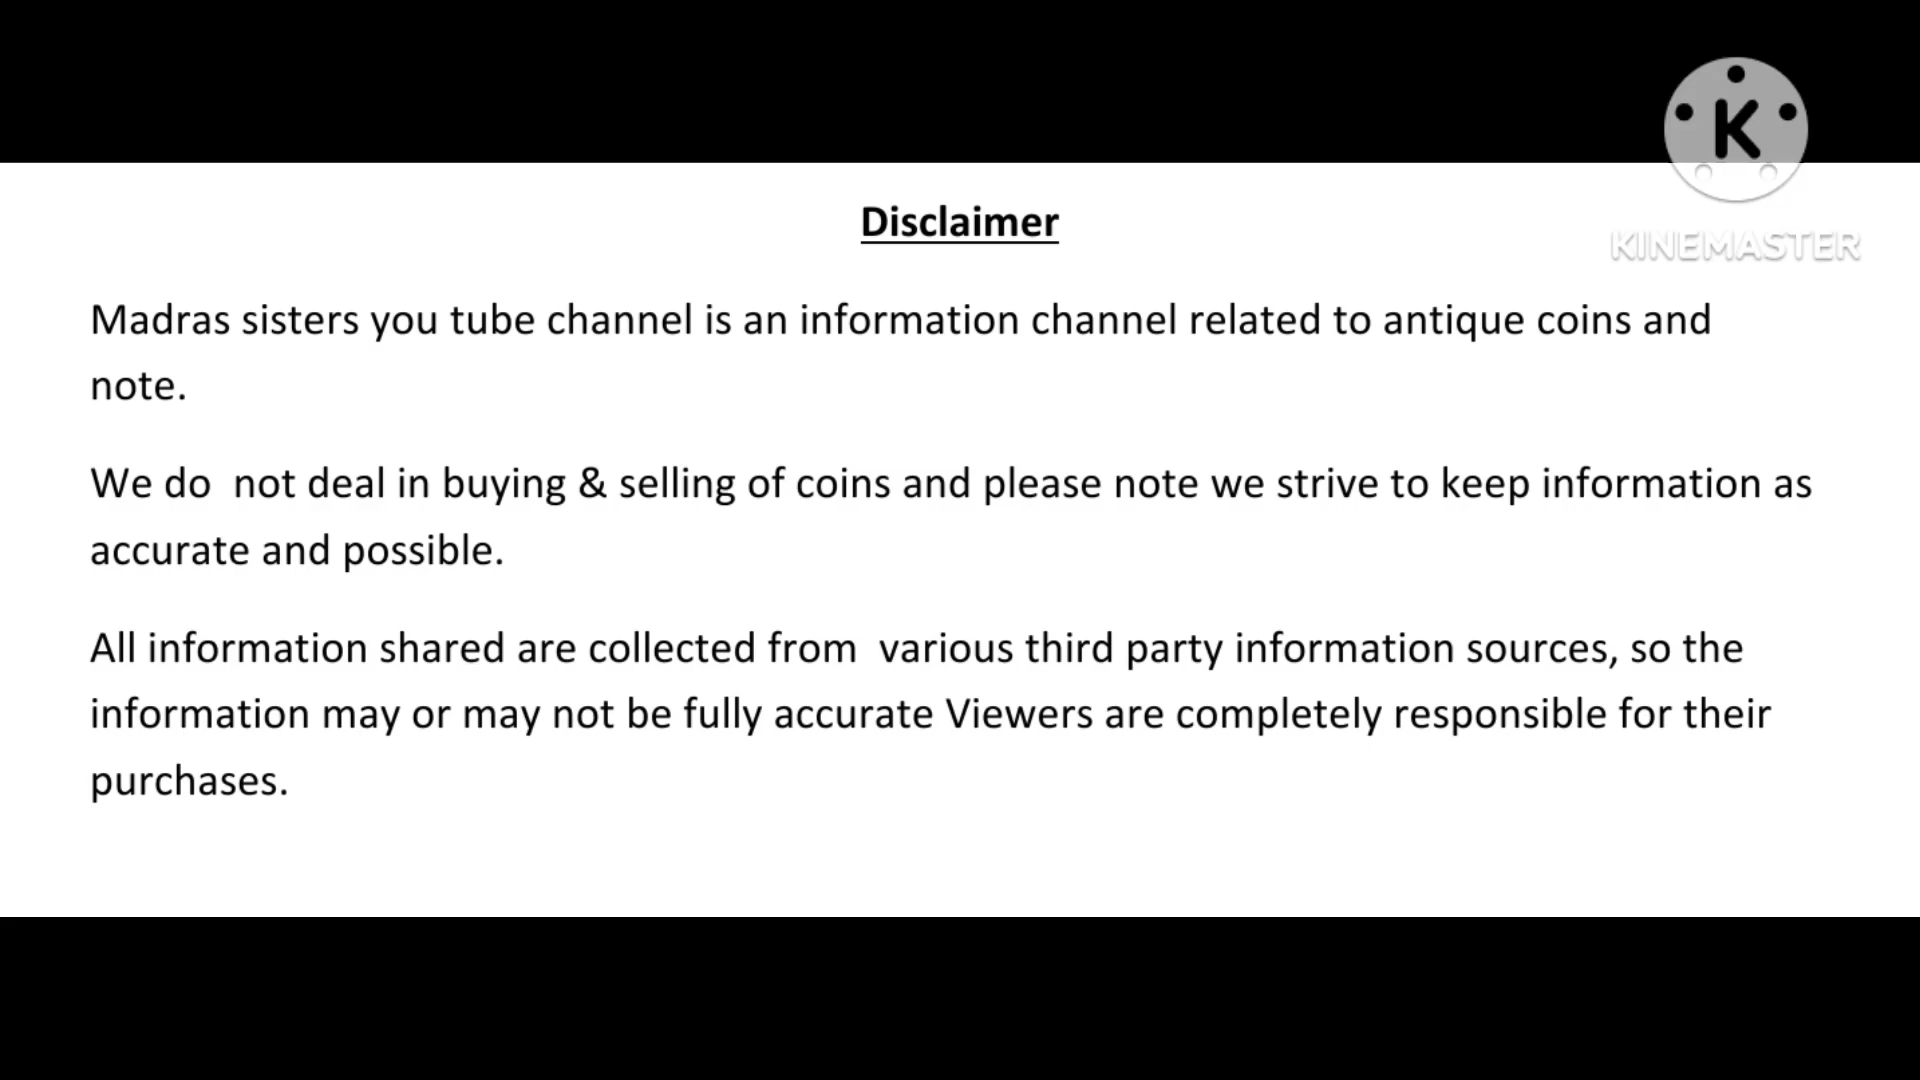 K
KINEMASTER
Disclaimer
Madras sisters you tube channel is an information channel related to antique coins and
note.
We do  not deal in buying & selling of coins and please note we strive to keep information as
accurate and possible.
All information shared are collected from  various third party information sources, so the
information may or may not be fully accurate Viewers are completely responsible for their
purchases.